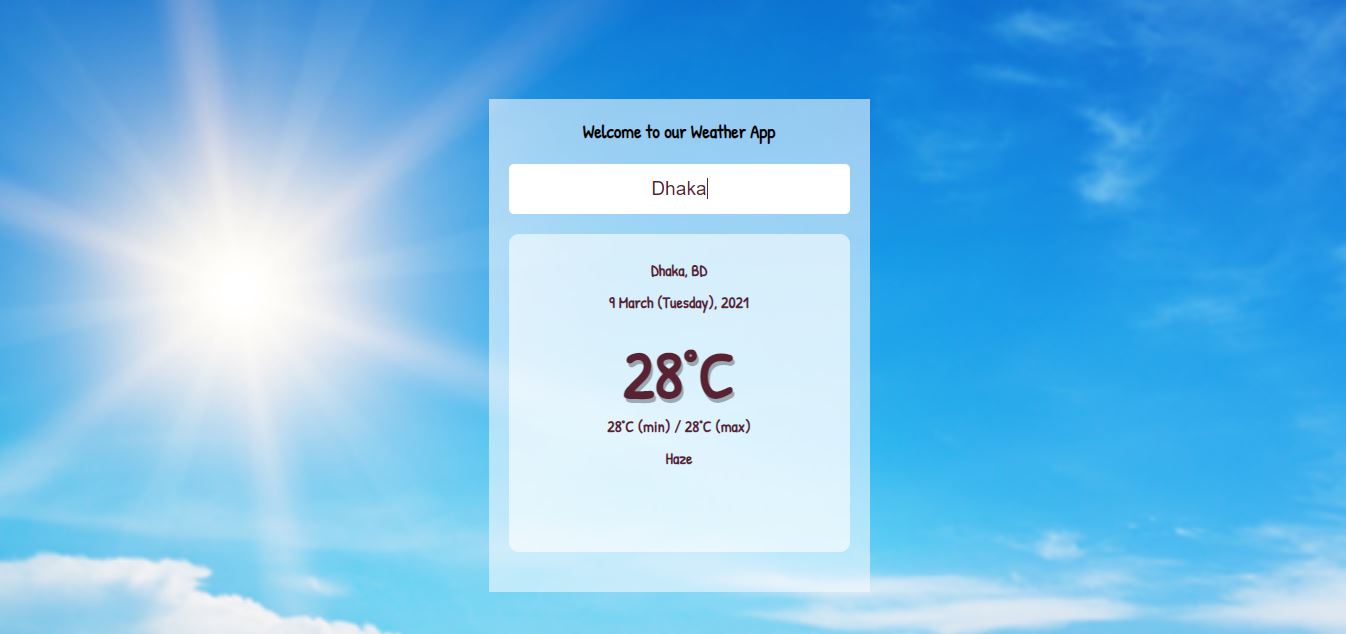 Welcome to our Weather App
Dhaka
Dhaka, BD
9 March (Tuesday), 2021
28°C
28°C (min) / 28°C (max)
Haze